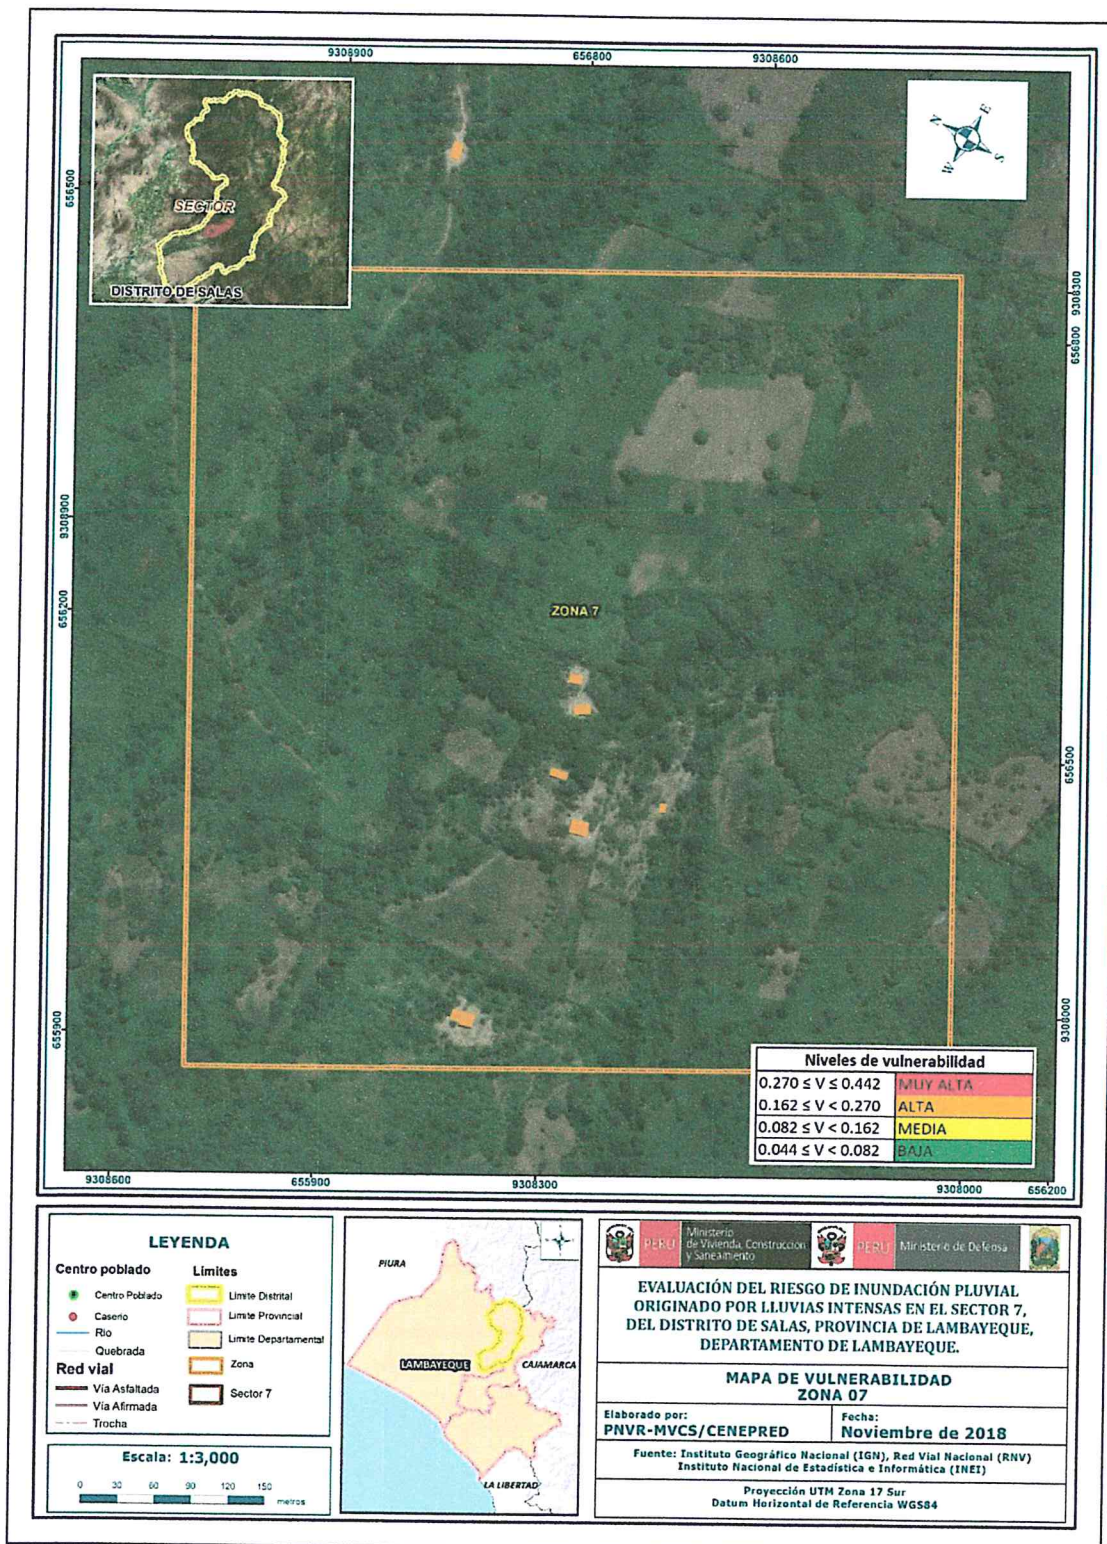 9308900
656800
9308600
656500
9308900
656200
655900
9308300
656800
656500
9308000
9308600
655900
9308300
9308000
656200
N
E
W
S
SECTOR
DISTRITO DE SALAS
ZONA 7
Niveles de vulnerabilidad
0.270 ≤ V ≤ 0.442 MUY ALTA
0.162 ≤ V < 0.270 ALTA
0.082 ≤ V < 0.162 MEDIA
0.044 ≤ V < 0.082 BAJA
LEYENDA
Centro poblado
Centro Poblado
Caserio
Rio
Quebrada
Red vial
Vía Asfaltada
Vía Afirmada
Trocha
Límites
Limite Distrital
Limite Provincial
Limite Departamental
Zona
Sector 7
Escala: 1:3,000
0 30 60 90 120 150
metros
PIURA
LAMBAYEQUE
CAJAMARCA
LA LIBERTAD
PERÚ
Ministerio
de Vivienda, Construcción
y Saneamiento
PERÚ
Ministerio de Defensa
EVALUACIÓN DEL RIESGO DE INUNDACIÓN PLUVIAL
ORIGINADO POR LLUVIAS INTENSAS EN EL SECTOR 7,
DEL DISTRITO DE SALAS, PROVINCIA DE LAMBAYEQUE,
DEPARTAMENTO DE LAMBAYEQUE.
MAPA DE VULNERABILIDAD
ZONA 07
Elaborado por:
PNVR-MVCS/CENEPRED
Fecha:
Noviembre de 2018
Fuente: Instituto Geográfico Nacional (IGN), Red Vial Nacional (RNV)
Instituto Nacional de Estadística e Informática (INEI)
Proyección UTM Zona 17 Sur
Datum Horizontal de Referencia WGS84